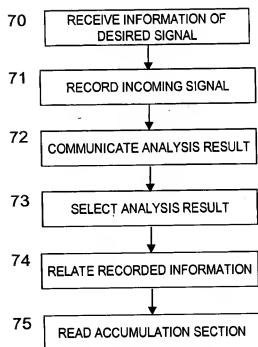 70
RECEIVE INFORMATION OF
DESIRED SIGNAL
71
RECORD INCOMING SIGNAL
72
COMMUNICATE ANALYSIS RESULT
73
SELECT ANALYSIS RESULT
74
RELATE RECORDED INFORMATION
75
READ ACCUMULATION SECTION